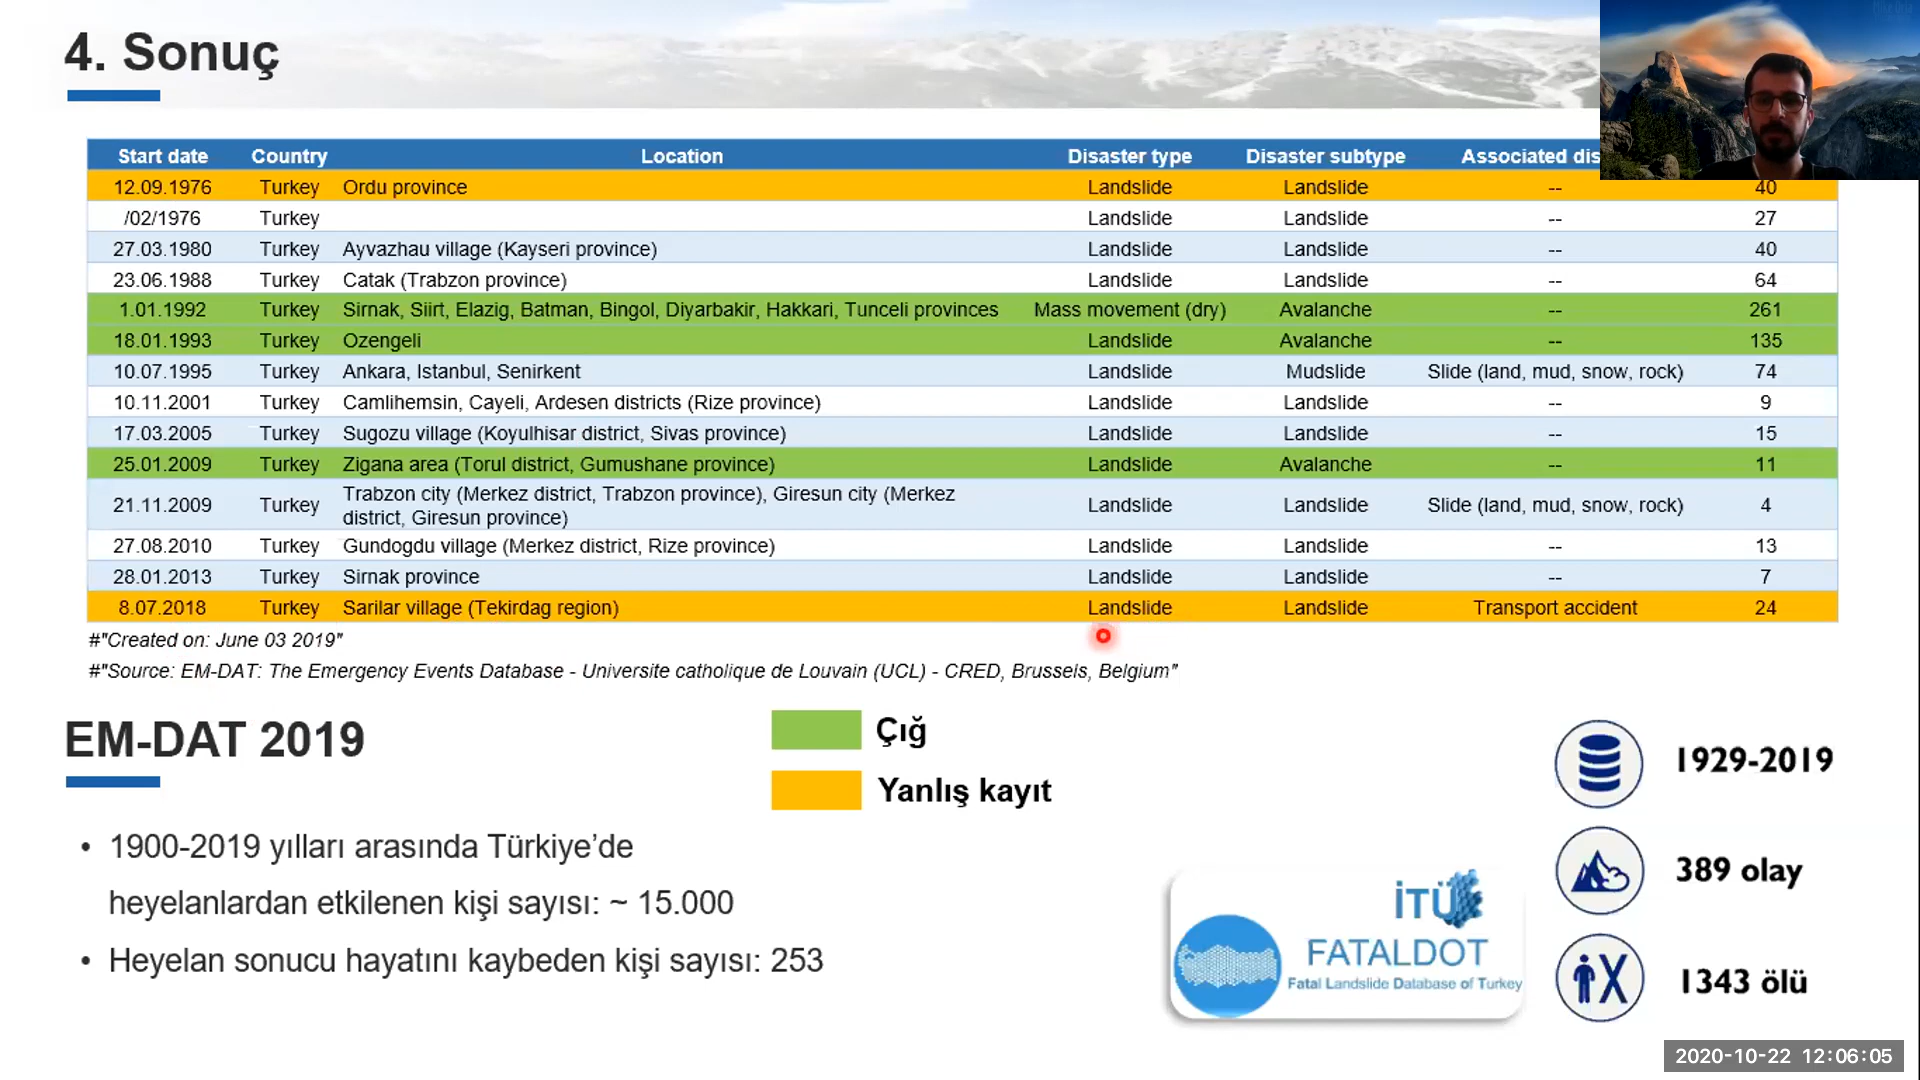 4. Sonuç
Start date Country Location Disaster type Disaster subtype Associated dis
12.09.1976 Turkey Ordu province Landslide Landslide -- 40
/02/1976 Turkey Landslide Landslide -- 27
27.03.1980 Turkey Ayvazhau village (Kayseri province) Landslide Landslide -- 40
23.06.1988 Turkey Catak (Trabzon province) Landslide Landslide -- 64
1.01.1992 Turkey Sirnak, Siirt, Elazig, Batman, Bingol, Diyarbakir, Hakkari, Tunceli provinces Mass movement (dry) Avalanche -- 261
18.01.1993 Turkey Ozengeli Landslide Avalanche -- 135
10.07.1995 Turkey Ankara, Istanbul, Senirkent Landslide Mudslide Slide (land, mud, snow, rock) 74
10.11.2001 Turkey Camlihemsin, Cayeli, Ardesen districts (Rize province) Landslide Landslide -- 9
17.03.2005 Turkey Sugozu village (Koyulhisar district, Sivas province) Landslide Landslide -- 15
25.01.2009 Turkey Zigana area (Torul district, Gumushane province) Landslide Avalanche -- 11
21.11.2009 Turkey Trabzon city (Merkez district, Trabzon province), Giresun city (Merkez
district, Giresun province) Landslide Landslide Slide (land, mud, snow, rock) 4
27.08.2010 Turkey Gundogdu village (Merkez district, Rize province) Landslide Landslide -- 13
28.01.2013 Turkey Sirnak province Landslide Landslide -- 7
8.07.2018 Turkey Sarilar village (Tekirdag region) Landslide Landslide Transport accident 24
#"Created on: June 03 2019"
#"Source: EM-DAT: The Emergency Events Database - Universite catholique de Louvain (UCL) - CRED, Brussels, Belgium"
EM-DAT 2019
Çığ
Yanlış kayıt
• 1900-2019 yılları arasında Türkiye’de
heyelanlardan etkilenen kişi sayısı: ~ 15.000
• Heyelan sonucu hayatını kaybeden kişi sayısı: 253
İTÜ
FATALDOT
Fatal Landslide Database of Turkey
1929-2019
389 olay
1343 ölü
2020-10-22 12:06:05